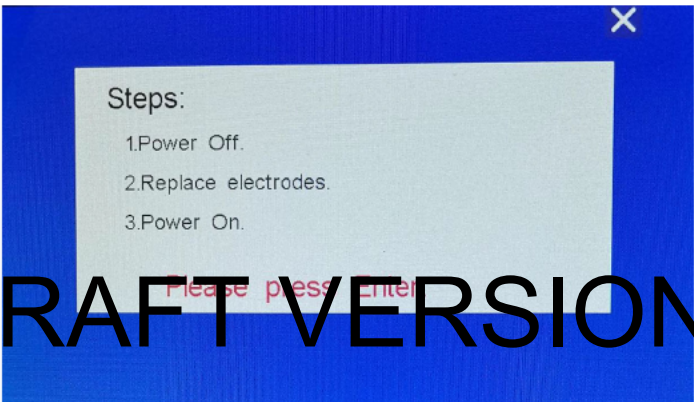 Steps:
1.Power Off.
2.Replace electrodes.
3.Power On.
Please press Enter
RAFT VERSION